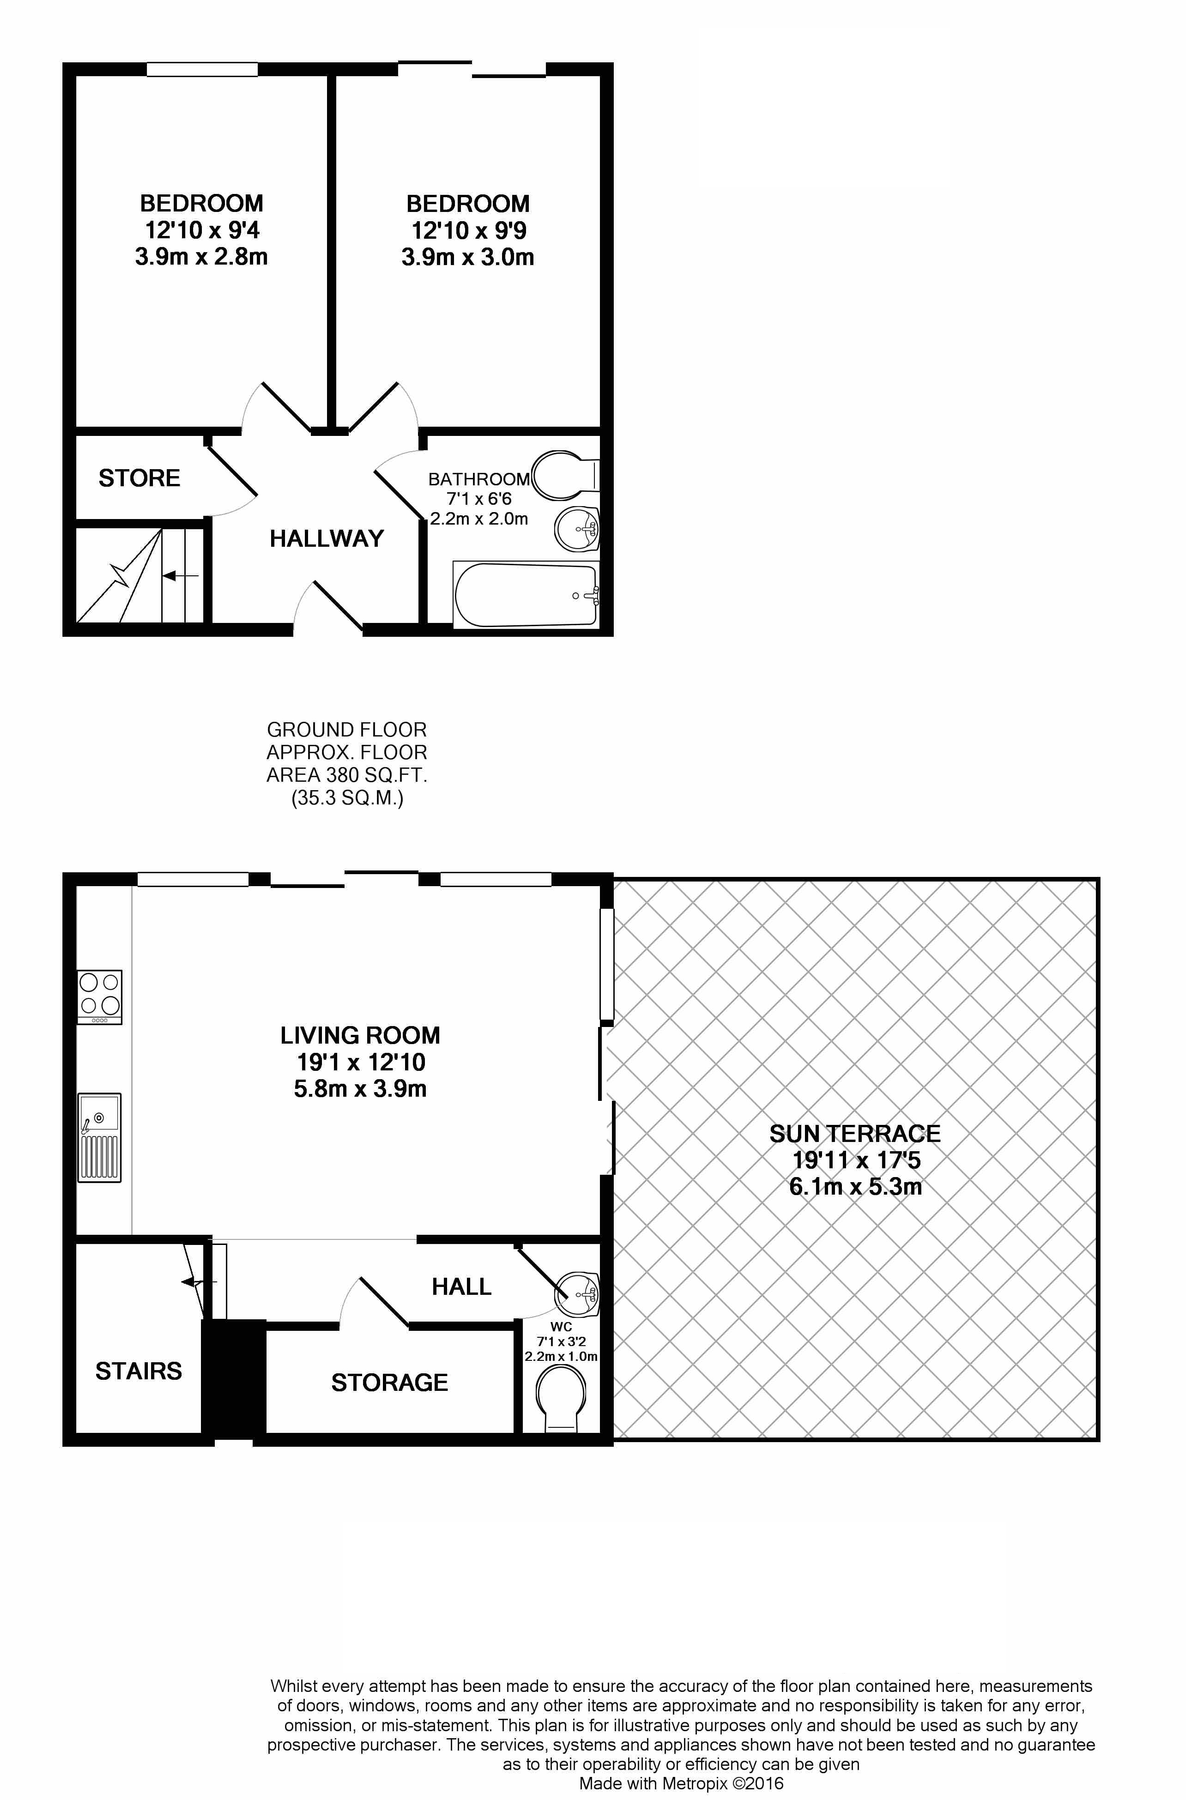 BEDROOM
12'10 x 9'4
3.9m x 2.8m
BEDROOM
12'10 x 9'9
3.9m x 3.0m
STORE
BATHROOM
7'1 x 6'6
2.2m x 2.0m
HALLWAY
GROUND FLOOR
APPROX. FLOOR
AREA 380 SQ.FT.
(35.3 SQ.M.)
LIVING ROOM
19'1 x 12'10
5.8m x 3.9m
SUN TERRACE
19'11 x 17'5
6.1m x 5.3m
HALL
WC
7'1 x 3'2
2.2m x 1.0m
STAIRS
STORAGE
Whilst every attempt has been made to ensure the accuracy of the floor plan contained here, measurements
of doors, windows, rooms and any other items are approximate and no responsibility is taken for any error,
omission, or mis-statement. This plan is for illustrative purposes only and should be used as such by any
prospective purchaser. The services, systems and appliances shown have not been tested and no guarantee
as to their operability or efficiency can be given
Made with Metropix ©2016